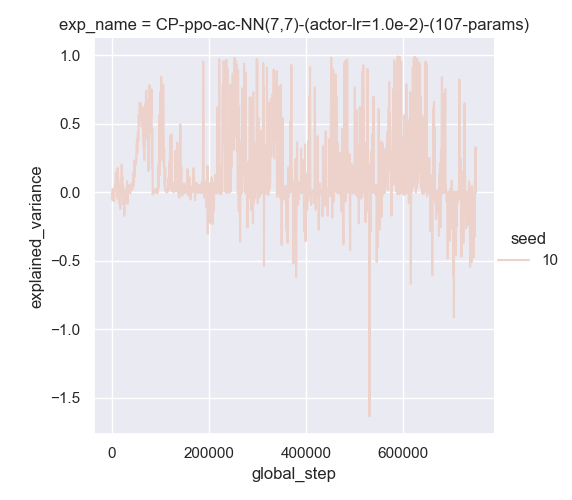 exp_name = CP-ppo-ac-NN(7,7)-(actor-lr=1.0e-2)-(107-params)
1.0
0.5
0.0
−0.5
−1.0
−1.5
explained_variance
0 200000 400000 600000
global_step
seed
10